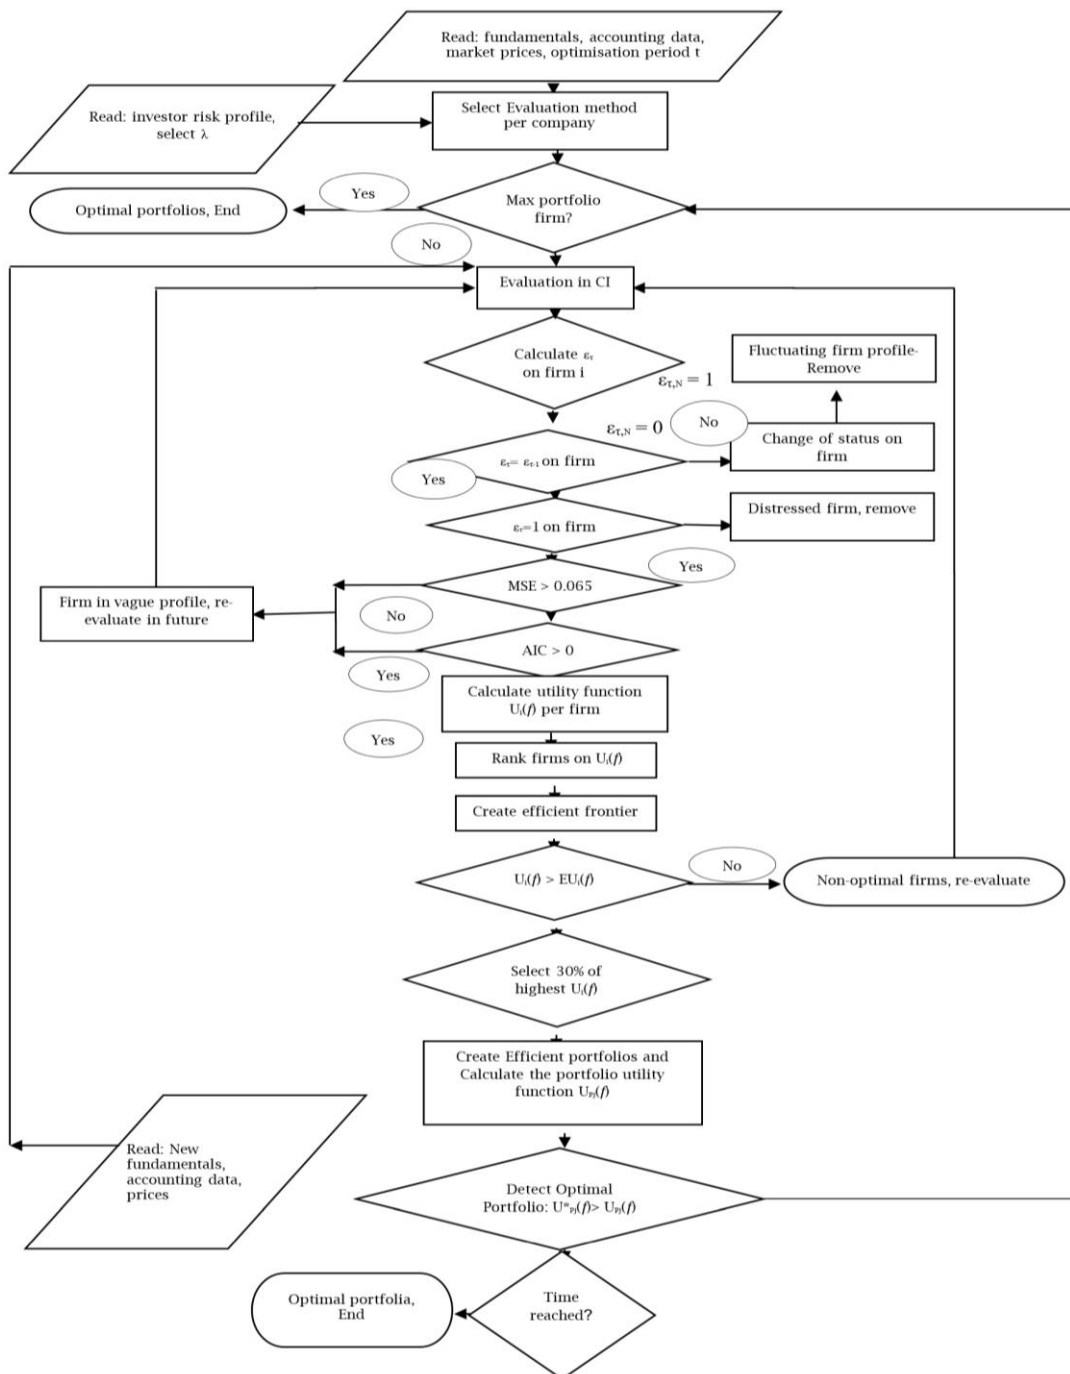 Read: fundamentals, accounting data,
market prices, optimisation period t
Read: investor risk profile,
select λ
Select Evaluation method
per company
Yes
Max portfolio
firm?
Optimal portfolios, End
No
Evaluation in CI
Calculate ετ
on firm i
Fluctuating firm profile-
Remove
ετ,N = 1
ετ,N = 0
No
Change of status on
firm
ετ= ετ-1 on firm
Yes
Distressed firm, remove
ετ=1 on firm
Yes
MSE > 0.065
Firm in vague profile, re-
evaluate in future
No
AIC > 0
Yes
Calculate utility function
Ui(f) per firm
Yes
Rank firms on Ui(f)
Create efficient frontier
No
Ui(f) > EUi(f)
Non-optimal firms, re-evaluate
Select 30% of
highest Ui(f)
Create Efficient portfolios and
Calculate the portfolio utility
function UPj(f)
Read: New
fundamentals,
accounting data,
prices
Detect Optimal
Portfolio: U*Pj(f)> UPj(f)
Optimal portfolia,
End
Time
reached?